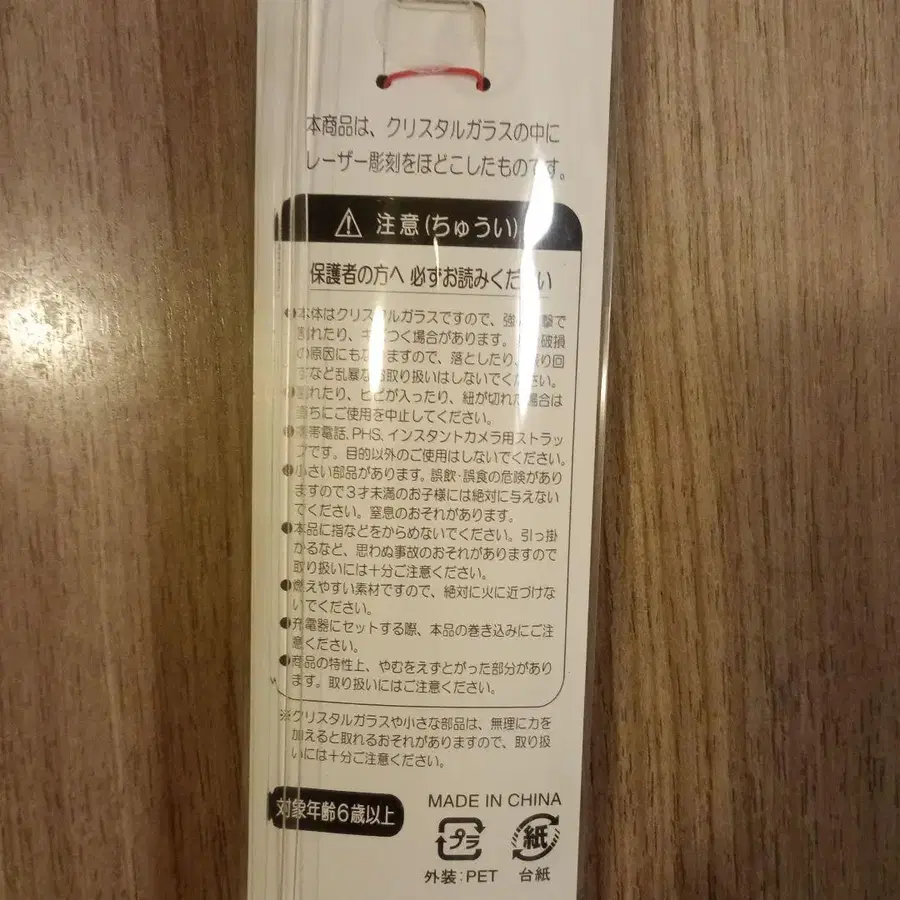 本商品は、クリスタルガラスの中に
レーザー彫刻をほどこしたものです。
注意(ちゅうい)
保護者の方へ 必ずお読みください
●本体はクリスタルガラスですので、強い衝撃で
割れたり、キズつく場合があります。 破損
の原因にもなりますので、落としたり、振り回
すなど乱暴なお取り扱いはしないでください。
●割れたり、ヒビが入ったり、紐が切れた場合は
直ちにご使用を中止してください。
●携帯電話、PHS、インスタントカメラ用ストラッ
プです。目的以外のご使用はしないでください。
●小さい部品があります。誤飲・誤食の危険があり
ますので3才未満のお子様には絶対に与えない
でください。窒息のおそれがあります。
●本品に指などをからめないでください。引っ掛
かるなど、思わぬ事故のおそれがありますので
取り扱いには十分ご注意ください。
●燃えやすい素材ですので、絶対に火に近づけな
いでください。
●充電器にセットする際、本品の巻き込みにご注
意ください。
●商品の特性上、やむをえずとがった部分があり
ます。取り扱いにはご注意ください。
※クリスタルガラスや小さな部品は、無理に力を
加えると取れるおそれがありますので、取り扱
いには十分ご注意ください。
対象年齢6歳以上
MADE IN CHINA
プラ 紙
外装:PET 台紙